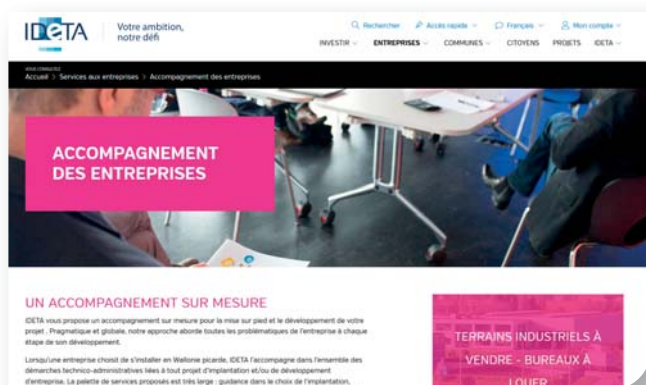 IDETA
Votre ambition,
notre défi
Rechercher Accès rapide Français Mon compte
INVESTIR ENTREPRISES COMMUNES CITOYENS PROJETS IDETA
VOUS CONSULTEZ
Accueil > Services aux entreprises > Accompagnement des entreprises
ACCOMPAGNEMENT
DES ENTREPRISES
UN ACCOMPAGNEMENT SUR MESURE
IDETA vous propose un accompagnement sur mesure pour la mise sur pied et le développement de votre
projet . Pragmatique et globale, notre approche aborde toutes les problématiques de l'entreprise à chaque
étape de son développement.
Lorsqu'une entreprise choisit de s'installer en Wallonie picarde, IDETA l'accompagne dans l'ensemble des
démarches technico-administratives liées à tout projet d'implantation et/ou de développement
d'entreprise. La palette de services proposés est très large : guidance dans le choix de l'implantation,
TERRAINS INDUSTRIELS À
VENDRE - BUREAUX À
LOUER